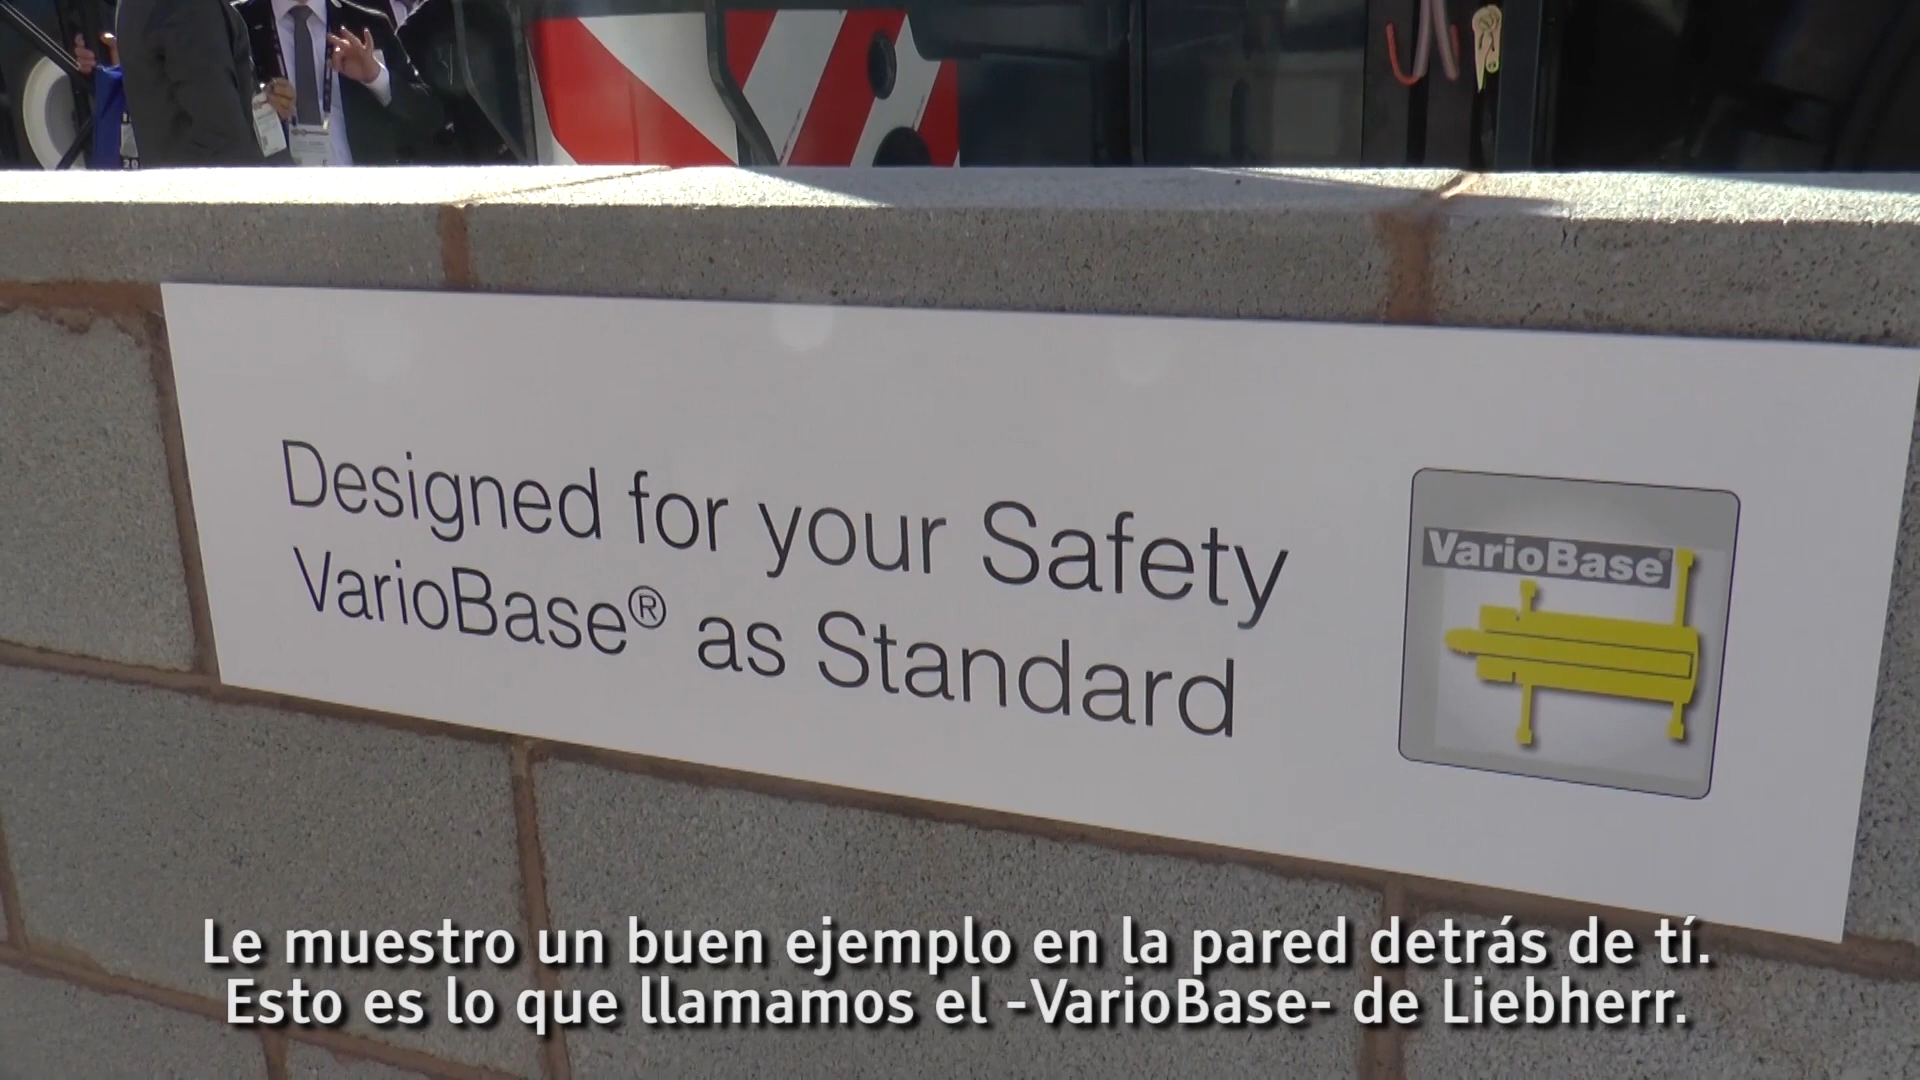 Designed for your Safety
VarioBase® as Standard
VarioBase®
Le muestro un buen ejemplo en la pared detrás de tí.
Esto es lo que llamamos el -VarioBase- de Liebherr.